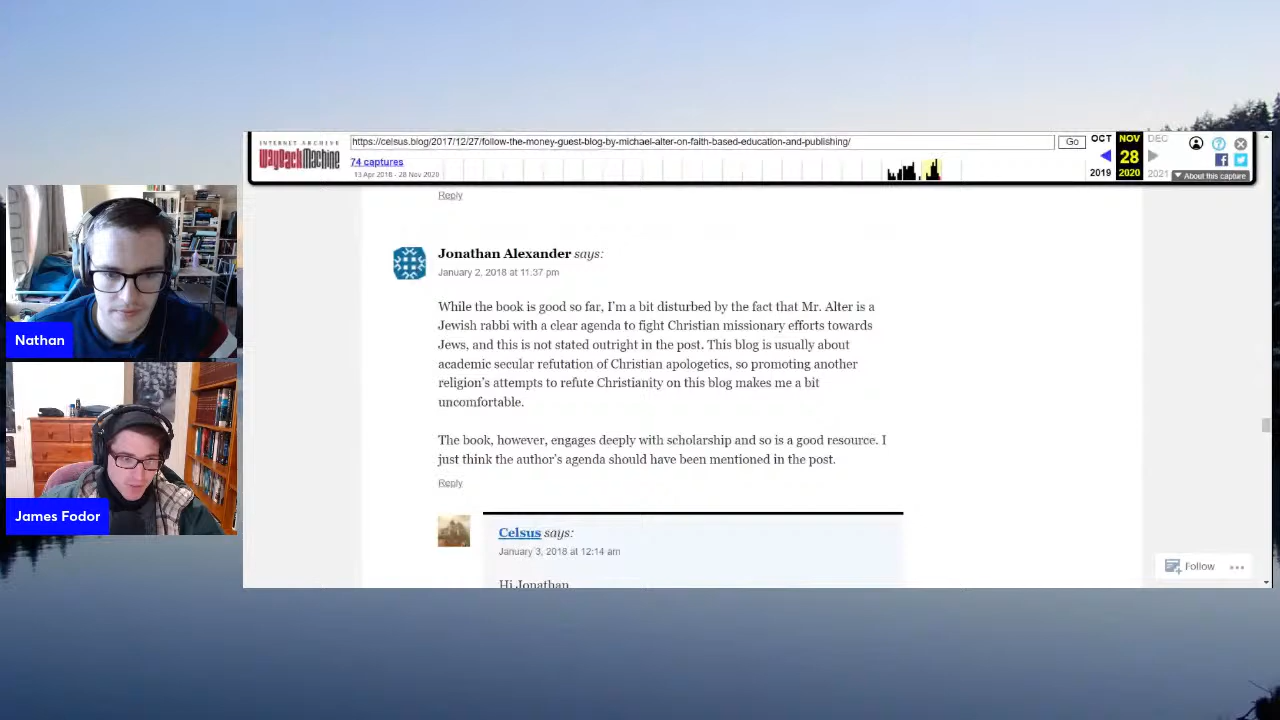 INTERNET ARCHIVE
WayBackMachine
https://celsus.blog/2017/12/27/follow-the-money-guest-blog-by-michael-alter-on-faith-based-education-and-publishing/
Go
OCT
NOV
DEC
74 captures
28
13 Apr 2018 - 28 Nov 2020
2019
2020
2021
About this capture
Reply
Jonathan Alexander says:
January 2, 2018 at 11:37 pm
While the book is good so far, I'm a bit disturbed by the fact that Mr. Alter is a
Jewish rabbi with a clear agenda to fight Christian missionary efforts towards
Jews, and this is not stated outright in the post. This blog is usually about
academic secular refutation of Christian apologetics, so promoting another
religion's attempts to refute Christianity on this blog makes me a bit
uncomfortable.
The book, however, engages deeply with scholarship and so is a good resource. I
just think the author's agenda should have been mentioned in the post.
Reply
Celsus says:
January 3, 2018 at 12:14 am
Hi Jonathan
Follow
Nathan
James Fodor